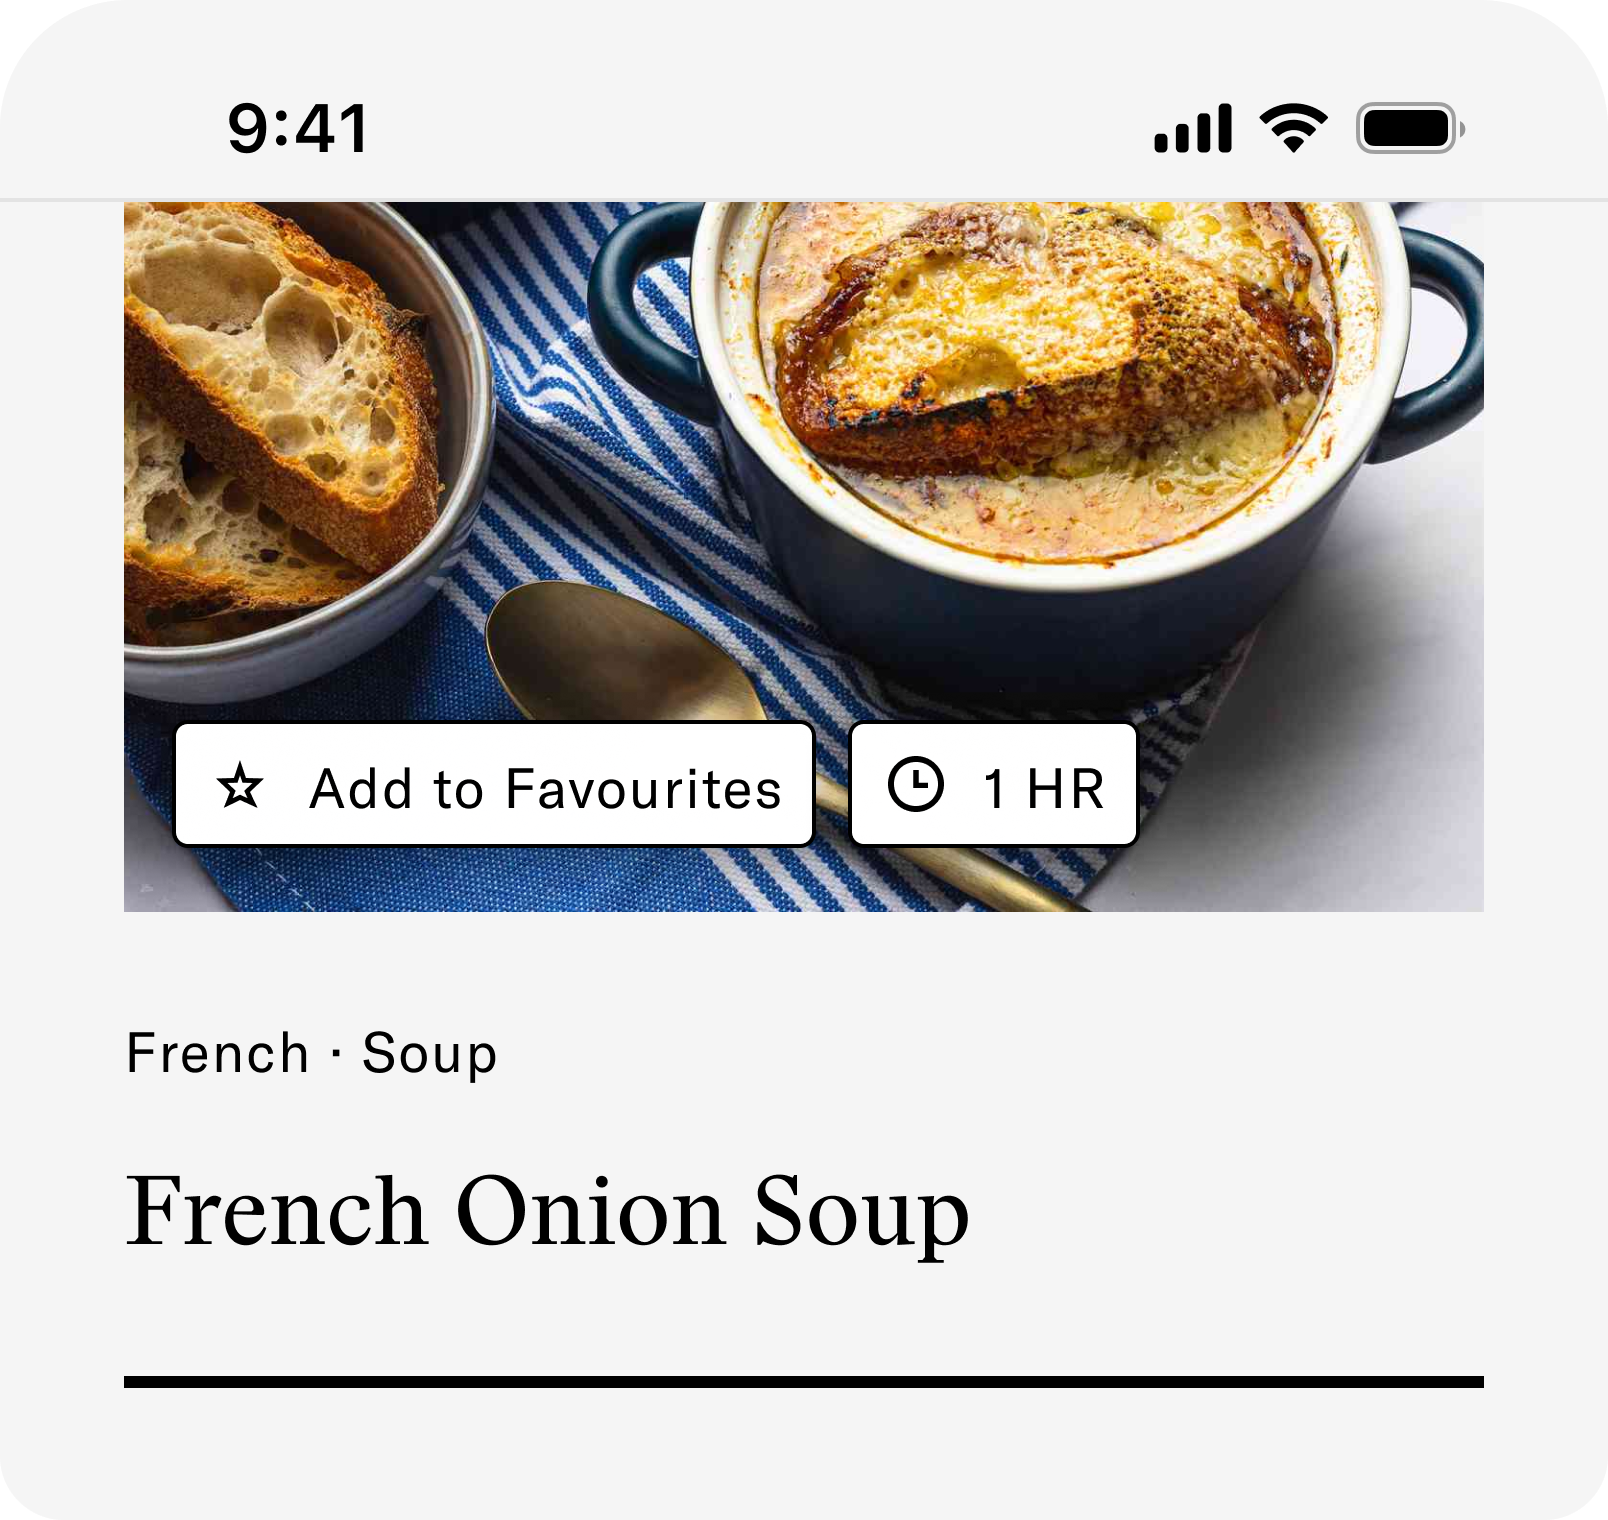 9:41
Add to Favourites
1 HR
French · Soup
French Onion Soup